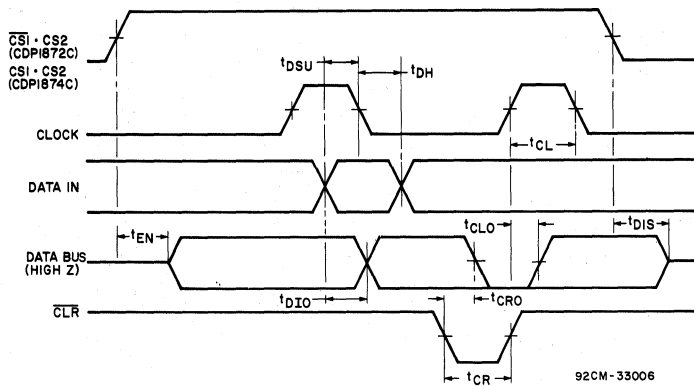 CS1 • CS2
(CDP1872C)
CS1 • CS2
(CDP1874C)
tDSU
tDH
CLOCK
tCL
DATA IN
tEN
tCLO
tDIS
DATA BUS
(HIGH Z)
tDIO
tCRO
CLR
tCR
92CM-33006